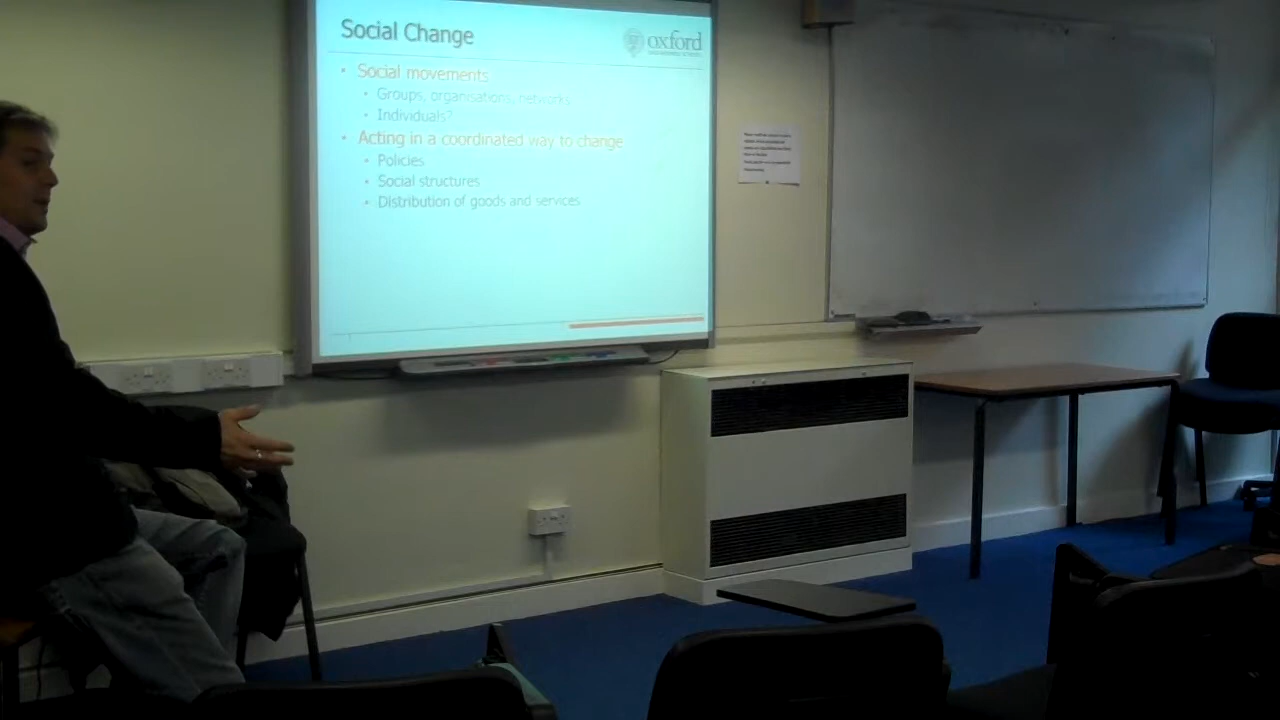 Social Change
oxford
Social movements
Groups, organisations, networks
Individuals?
Acting in a coordinated way to change
Policies
Social structures
Distribution of goods and services